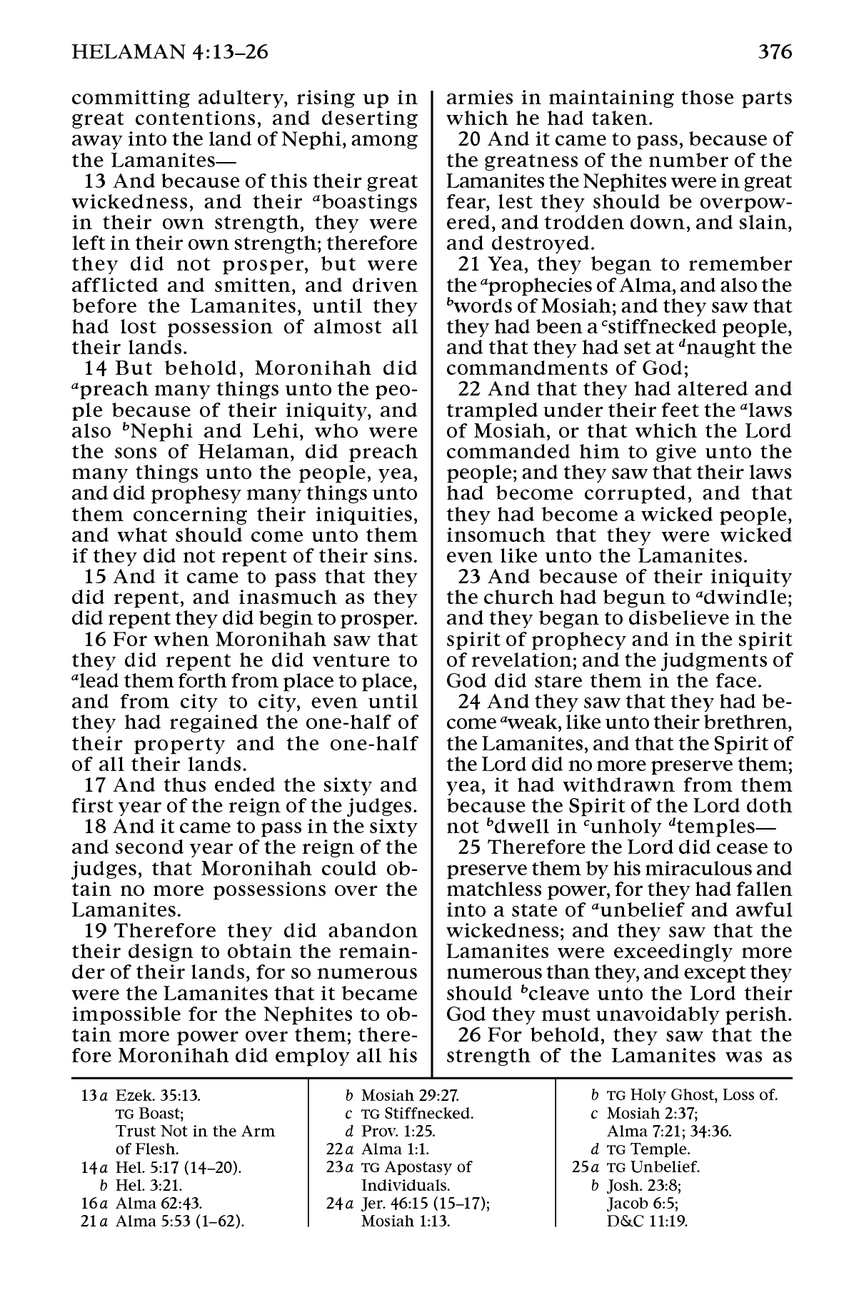 HELAMAN 4:13–26
376
committing adultery, rising up in
great contentions, and deserting
away into the land of Nephi, among
the Lamanites—
13 And because of this their great
wickedness, and their aboastings
in their own strength, they were
left in their own strength; therefore
they did not prosper, but were
afflicted and smitten, and driven
before the Lamanites, until they
had lost possession of almost all
their lands.
14 But behold, Moronihah did
apreach many things unto the peo-
ple because of their iniquity, and
also bNephi and Lehi, who were
the sons of Helaman, did preach
many things unto the people, yea,
and did prophesy many things unto
them concerning their iniquities,
and what should come unto them
if they did not repent of their sins.
15 And it came to pass that they
did repent, and inasmuch as they
did repent they did begin to prosper.
16 For when Moronihah saw that
they did repent he did venture to
alead them forth from place to place,
and from city to city, even until
they had regained the one-half of
their property and the one-half
of all their lands.
17 And thus ended the sixty and
first year of the reign of the judges.
18 And it came to pass in the sixty
and second year of the reign of the
judges, that Moronihah could ob-
tain no more possessions over the
Lamanites.
19 Therefore they did abandon
their design to obtain the remain-
der of their lands, for so numerous
were the Lamanites that it became
impossible for the Nephites to ob-
tain more power over them; there-
fore Moronihah did employ all his
armies in maintaining those parts
which he had taken.
20 And it came to pass, because of
the greatness of the number of the
Lamanites the Nephites were in great
fear, lest they should be overpow-
ered, and trodden down, and slain,
and destroyed.
21 Yea, they began to remember
the aprophecies of Alma, and also the
bwords of Mosiah; and they saw that
they had been a cstiffnecked people,
and that they had set at dnaught the
commandments of God;
22 And that they had altered and
trampled under their feet the alaws
of Mosiah, or that which the Lord
commanded him to give unto the
people; and they saw that their laws
had become corrupted, and that
they had become a wicked people,
insomuch that they were wicked
even like unto the Lamanites.
23 And because of their iniquity
the church had begun to adwindle;
and they began to disbelieve in the
spirit of prophecy and in the spirit
of revelation; and the judgments of
God did stare them in the face.
24 And they saw that they had be-
come aweak, like unto their brethren,
the Lamanites, and that the Spirit of
the Lord did no more preserve them;
yea, it had withdrawn from them
because the Spirit of the Lord doth
not bdwell in cunholy dtemples—
25 Therefore the Lord did cease to
preserve them by his miraculous and
matchless power, for they had fallen
into a state of aunbelief and awful
wickedness; and they saw that the
Lamanites were exceedingly more
numerous than they, and except they
should bcleave unto the Lord their
God they must unavoidably perish.
26 For behold, they saw that the
strength of the Lamanites was as
13a Ezek. 35:13.
TG Boast;
Trust Not in the Arm
of Flesh.
14a Hel. 5:17 (14–20).
b Hel. 3:21.
16a Alma 62:43.
21a Alma 5:53 (1–62).
b Mosiah 29:27.
c TG Stiffnecked.
d Prov. 1:25.
22a Alma 1:1.
23a TG Apostasy of
Individuals.
24a Jer. 46:15 (15–17);
Mosiah 1:13.
b TG Holy Ghost, Loss of.
c Mosiah 2:37;
Alma 7:21; 34:36.
d TG Temple.
25a TG Unbelief.
b Josh. 23:8;
Jacob 6:5;
D&C 11:19.